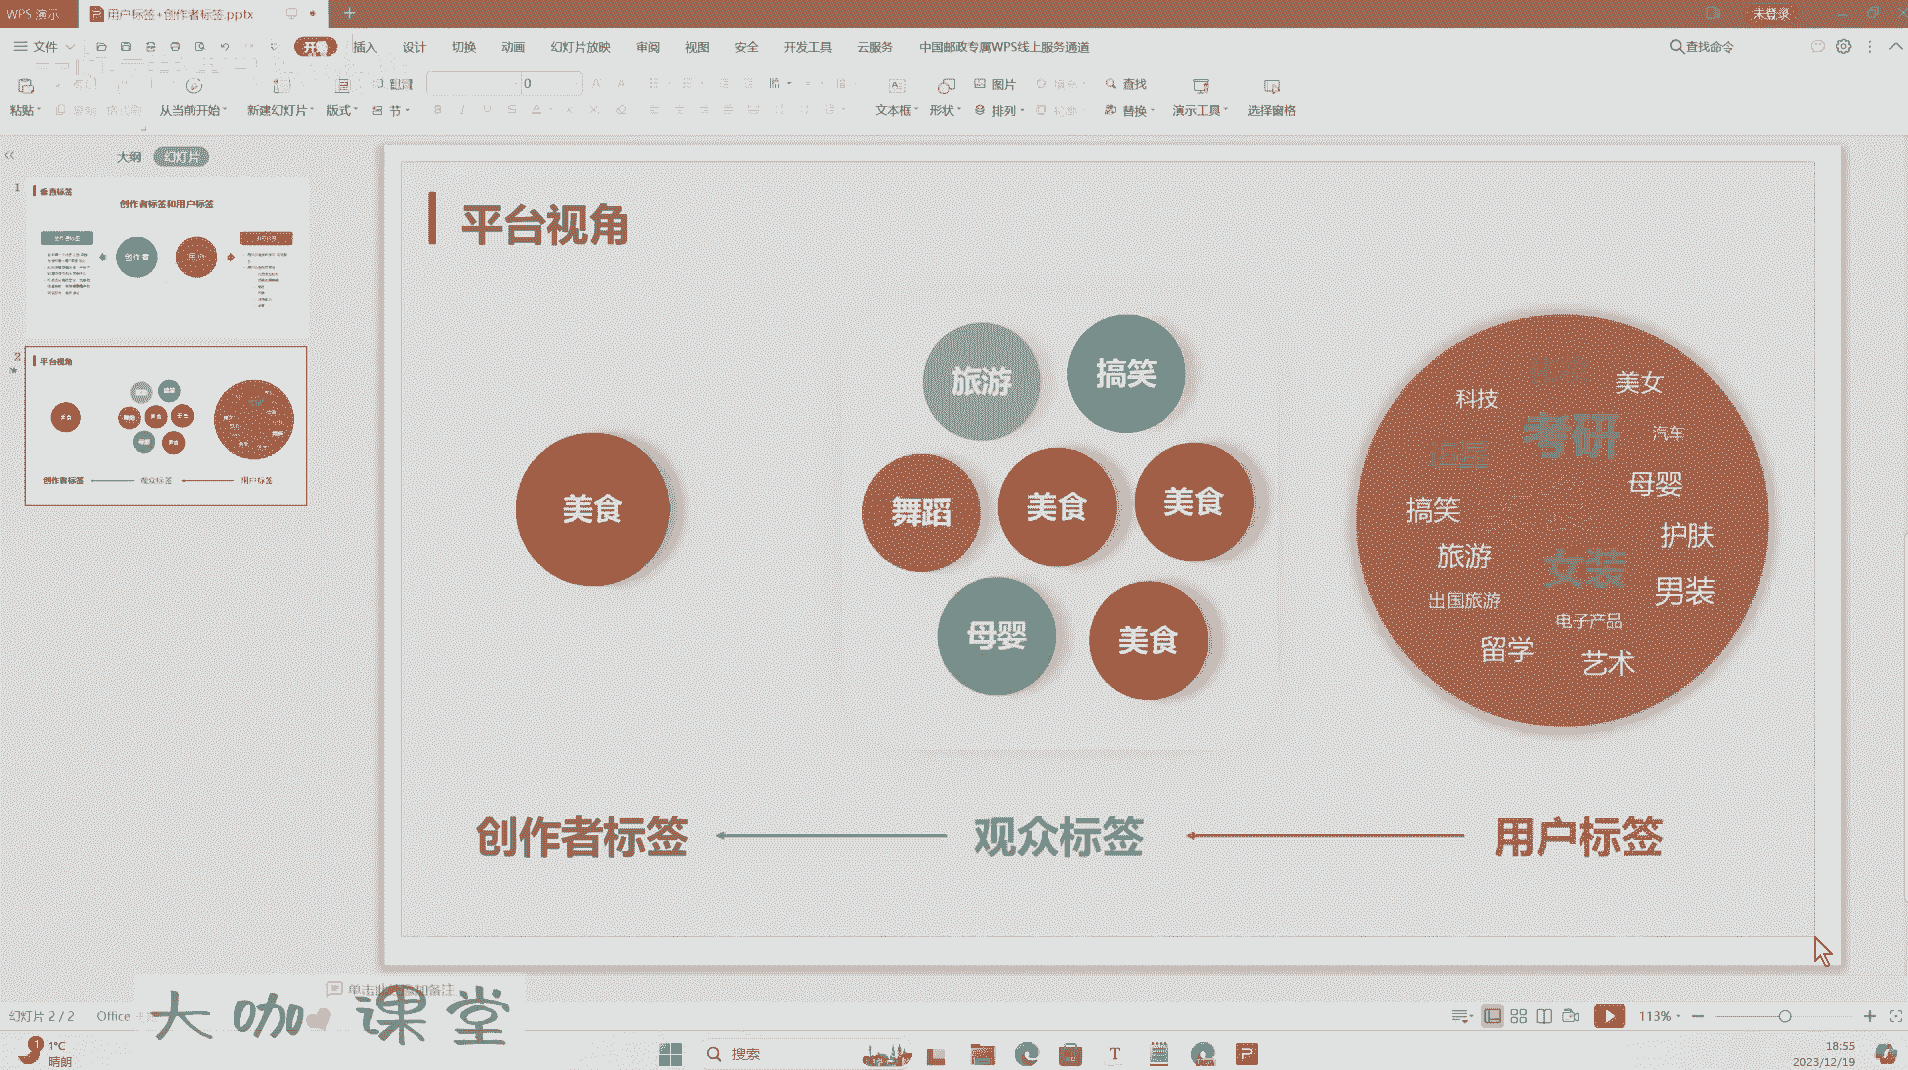 WPS 演示
用户标签+创作者标签.pptx
未登录
文件
开始
插入
设计
切换
动画
幻灯片放映
审阅
视图
安全
开发工具
云服务
中国邮政专属WPS线上服务通道
查找命令
粘贴
从当前开始
新建幻灯片
版式
节
0
文本框
形状
图片
排列
查找
替换
演示工具
选择窗格
大纲
幻灯片
1
垂直标签
创作者标签和用户标签
创作者
用户
2
平台视角
美食
创作者标签
观众标签
用户标签
平台视角
美食
旅游
搞笑
舞蹈
美食
美食
母婴
美食
美女
科技
考研
汽车
母婴
搞笑
护肤
旅游
女装
男装
出国旅游
电子产品
留学
艺术
创作者标签
观众标签
用户标签
单击此处添加备注
大咖课堂
幻灯片 2 / 2
Office
113%
1
1°C
晴朗
搜索
18:55
2023/12/19